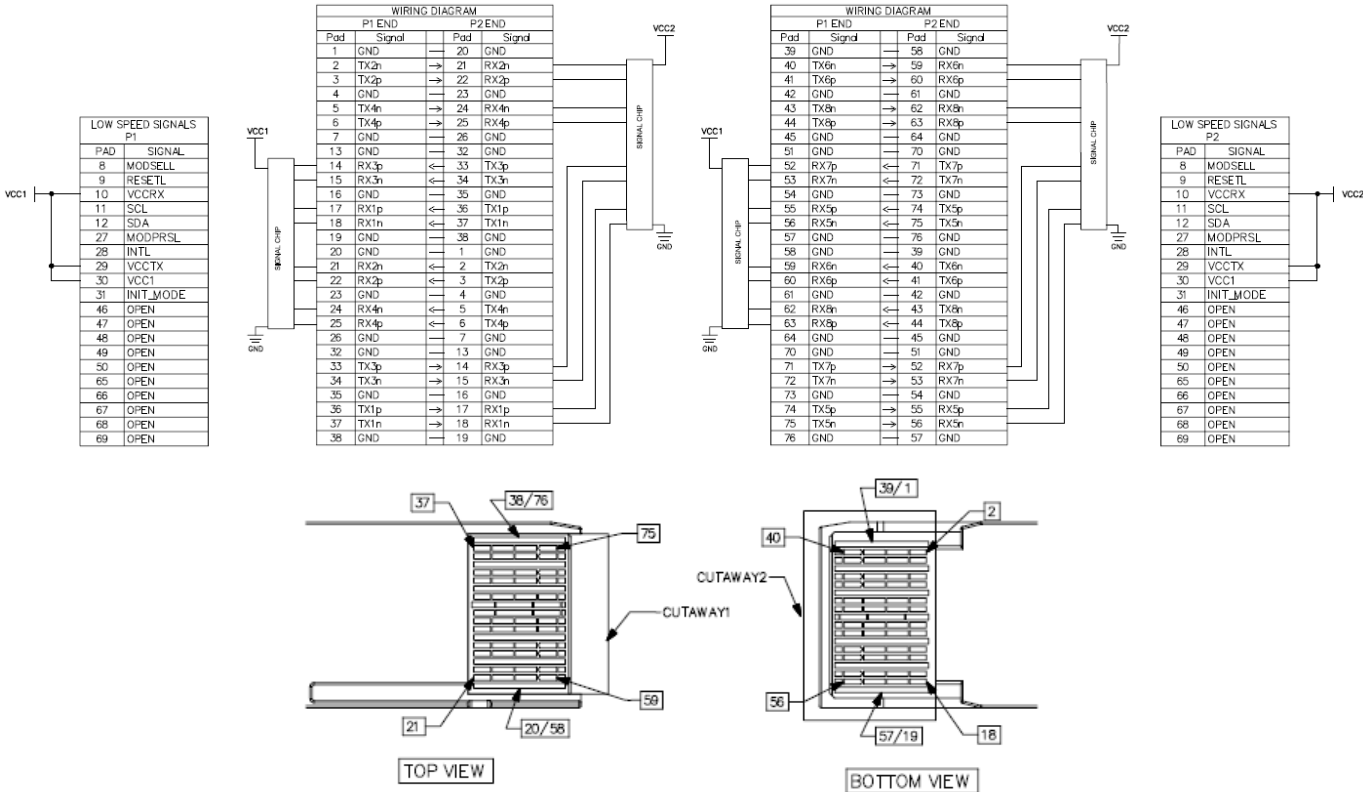 WIRING DIAGRAM
P1 END P2 END
Pad Signal Pad Signal
1 GND — 20 GND
2 TX2n → 21 RX2n
3 TX2p → 22 RX2p
4 GND — 23 GND
5 TX4n → 24 RX4n
6 TX4p → 25 RX4p
7 GND — 26 GND
13 GND — 32 GND
14 RX3p ← 33 TX3p
15 RX3n ← 34 TX3n
16 GND — 35 GND
17 RX1p ← 36 TX1p
18 RX1n ← 37 TX1n
19 GND — 38 GND
20 GND — 1 GND
21 RX2n ← 2 TX2n
22 RX2p ← 3 TX2p
23 GND — 4 GND
24 RX4n ← 5 TX4n
25 RX4p ← 6 TX4p
26 GND — 7 GND
32 GND — 13 GND
33 TX3p → 14 RX3p
34 TX3n → 15 RX3n
35 GND — 16 GND
36 TX1p → 17 RX1p
37 TX1n → 18 RX1n
38 GND — 19 GND
VCC2
SIGNAL CHIP
GND
VCC1
SIGNAL CHIP
GND
WIRING DIAGRAM
P1 END P2 END
Pad Signal Pad Signal
39 GND — 58 GND
40 TX6n → 59 RX6n
41 TX6p → 60 RX6p
42 GND — 61 GND
43 TX8n → 62 RX8n
44 TX8p → 63 RX8p
45 GND — 64 GND
51 GND — 70 GND
52 RX7p ← 71 TX7p
53 RX7n ← 72 TX7n
54 GND — 73 GND
55 RX5p ← 74 TX5p
56 RX5n ← 75 TX5n
57 GND — 76 GND
58 GND — 39 GND
59 RX6n ← 40 TX6n
60 RX6p ← 41 TX6p
61 GND — 42 GND
62 RX8n ← 43 TX8n
63 RX8p ← 44 TX8p
64 GND — 45 GND
70 GND — 51 GND
71 TX7p → 52 RX7p
72 TX7n → 53 RX7n
73 GND — 54 GND
74 TX5p → 55 RX5p
75 TX5n → 56 RX5n
76 GND — 57 GND
VCC2
SIGNAL CHIP
GND
VCC1
SIGNAL CHIP
GND
LOW SPEED SIGNALS
P1
PAD SIGNAL
8 MODSELL
9 RESETL
10 VCCRX
11 SCL
12 SDA
27 MODPRSL
28 INTL
29 VCCTX
30 VCC1
31 INIT_MODE
46 OPEN
47 OPEN
48 OPEN
49 OPEN
50 OPEN
65 OPEN
66 OPEN
67 OPEN
68 OPEN
69 OPEN
VCC1
LOW SPEED SIGNALS
P2
PAD SIGNAL
8 MODSELL
9 RESETL
10 VCCRX
11 SCL
12 SDA
27 MODPRSL
28 INTL
29 VCCTX
30 VCC1
31 INIT_MODE
46 OPEN
47 OPEN
48 OPEN
49 OPEN
50 OPEN
65 OPEN
66 OPEN
67 OPEN
68 OPEN
69 OPEN
VCC2
37
38/76
75
CUTAWAY1
59
21
20/58
TOP VIEW
39/1
2
40
CUTAWAY2
56
57/19
18
BOTTOM VIEW